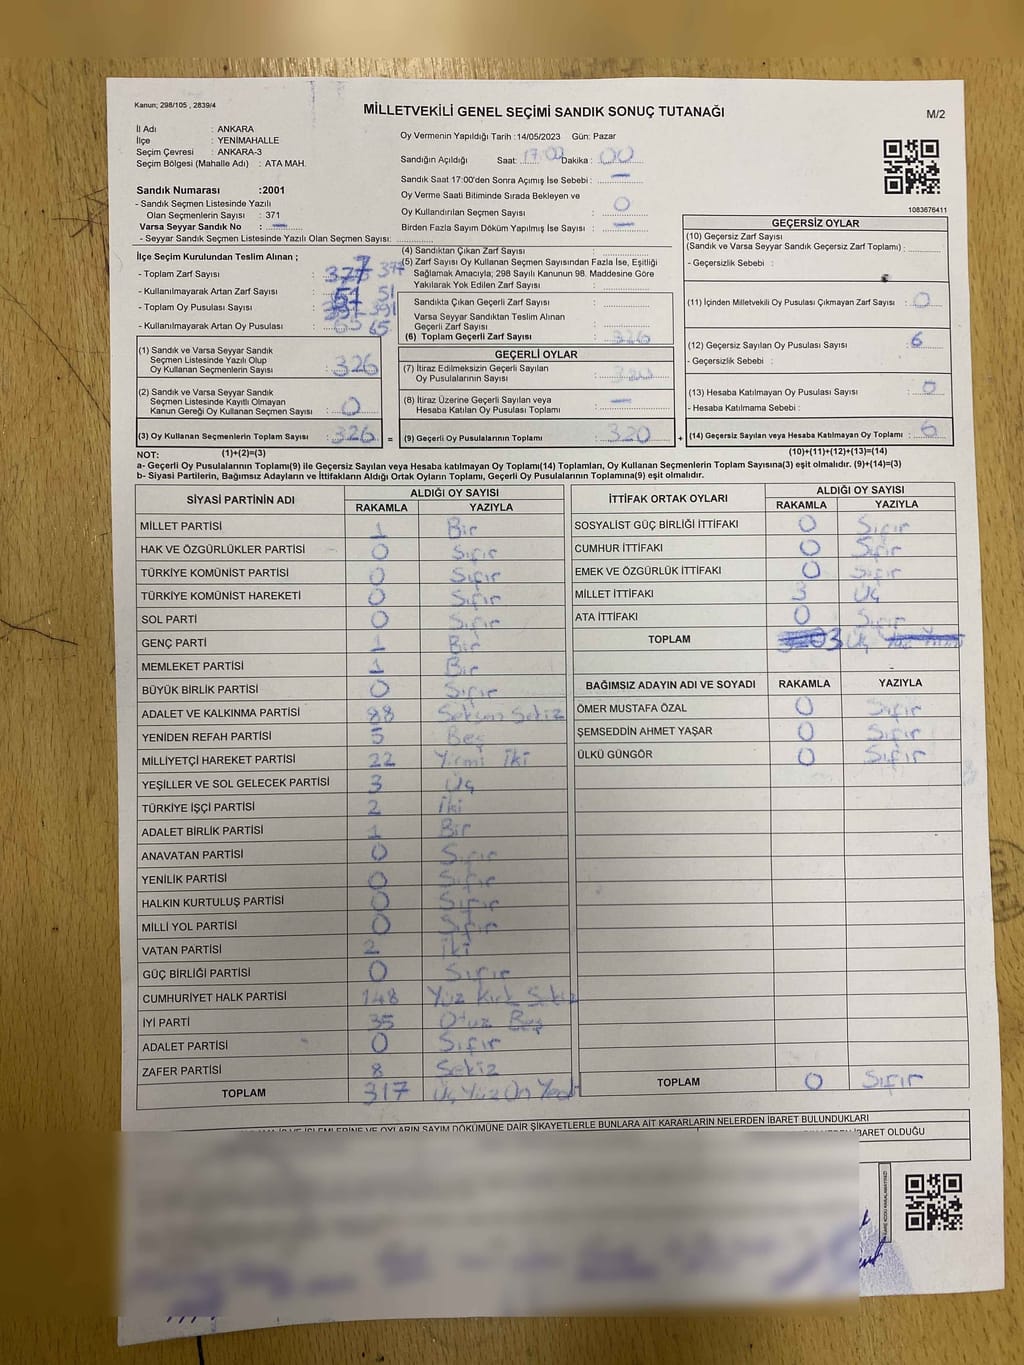 Kanun; 298/105 , 2839/4
MİLLETVEKİLİ GENEL SEÇİMİ SANDIK SONUÇ TUTANAĞI
M/2
İl Adı : ANKARA
İlçe : YENİMAHALLE
Seçim Çevresi : ANKARA-3
Seçim Bölgesi (Mahalle Adı) : ATA MAH.
Sandık Numarası :2001
- Sandık Seçmen Listesinde Yazılı
Olan Seçmenlerin Sayısı : 371
Varsa Seyyar Sandık No : —
- Seyyar Sandık Seçmen Listesinde Yazılı Olan Seçmen Sayısı:
Oy Vermenin Yapıldığı Tarih :14/05/2023 Gün: Pazar
Sandığın Açıldığı Saat: 17:00 Dakika : 00
Sandık Saat 17:00'den Sonra Açımış İse Sebebi : —
Oy Verme Saati Bitiminde Sırada Bekleyen ve
Oy Kullandırılan Seçmen Sayısı : 0
Birden Fazla Sayım Döküm Yapılmış İse Sayısı : —
1083676411
İlçe Seçim Kurulundan Teslim Alınan ;
- Toplam Zarf Sayısı : 377 377
- Kullanılmayarak Artan Zarf Sayısı : 51 51
- Toplam Oy Pusulası Sayısı : 391 391
- Kullanılmayarak Artan Oy Pusulası : 65 65
(1) Sandık ve Varsa Seyyar Sandık
Seçmen Listesinde Yazılı Olup
Oy Kullanan Seçmenlerin Sayısı : 326
(2) Sandık ve Varsa Seyyar Sandık
Seçmen Listesinde Kayıtlı Olmayan
Kanun Gereği Oy Kullanan Seçmen Sayısı : 0
(3) Oy Kullanan Seçmenlerin Toplam Sayısı : 326 =
(4) Sandıktan Çıkan Zarf Sayısı :
(5) Zarf Sayısı Oy Kullanan Seçmen Sayısından Fazla İse, Eşitliği
Sağlamak Amacıyla; 298 Sayılı Kanunun 98. Maddesine Göre
Yakılarak Yok Edilen Zarf Sayısı :
Sandıkta Çıkan Geçerli Zarf Sayısı :
Varsa Seyyar Sandıktan Teslim Alınan
Geçerli Zarf Sayısı :
(6) Toplam Geçerli Zarf Sayısı : 326
GEÇERLİ OYLAR
(7) İtiraz Edilmeksizin Geçerli Sayılan
Oy Pusulalarının Sayısı : 320
(8) İtiraz Üzerine Geçerli Sayılan veya
Hesaba Katılan Oy Pusulası Toplamı : —
(9) Geçerli Oy Pusulalarının Toplamı : 320 +
GEÇERSİZ OYLAR
(10) Geçersiz Zarf Sayısı
(Sandık ve Varsa Seyyar Sandık Geçersiz Zarf Toplamı) :
- Geçersizlik Sebebi :
(11) İçinden Milletvekili Oy Pusulası Çıkmayan Zarf Sayısı : 0
(12) Geçersiz Sayılan Oy Pusulası Sayısı : 6
- Geçersizlik Sebebi :
(13) Hesaba Katılmayan Oy Pusulası Sayısı : 0
- Hesaba Katılmama Sebebi :
(14) Geçersiz Sayılan veya Hesaba Katılmayan Oy Toplamı : 6
NOT: (1)+(2)=(3) (10)+(11)+(12)+(13)=(14)
a- Geçerli Oy Pusulalarının Toplamı(9) ile Geçersiz Sayılan veya Hesaba katılmayan Oy Toplamı(14) Toplamları, Oy Kullanan Seçmenlerin Toplam Sayısına(3) eşit olmalıdır. (9)+(14)=(3)
b- Siyasi Partilerin, Bağımsız Adayların ve İttifakların Aldığı Ortak Oyların Toplamı, Geçerli Oy Pusulalarının Toplamına(9) eşit olmalıdır.
SİYASİ PARTİNİN ADI ALDIĞI OY SAYISI
RAKAMLA YAZIYLA
MİLLET PARTİSİ 1 Bir
HAK VE ÖZGÜRLÜKLER PARTİSİ 0 Sıfır
TÜRKİYE KOMÜNİST PARTİSİ 0 Sıfır
TÜRKİYE KOMÜNİST HAREKETİ 0 Sıfır
SOL PARTİ 0 Sıfır
GENÇ PARTİ 1 Bir
MEMLEKET PARTİSİ 1 Bir
BÜYÜK BİRLİK PARTİSİ 0 Sıfır
ADALET VE KALKINMA PARTİSİ 88 Seksen Sekiz
YENİDEN REFAH PARTİSİ 5 Beş
MİLLİYETÇİ HAREKET PARTİSİ 22 Yirmi İki
YEŞİLLER VE SOL GELECEK PARTİSİ 3 Üç
TÜRKİYE İŞÇİ PARTİSİ 2 İki
ADALET BİRLİK PARTİSİ 1 Bir
ANAVATAN PARTİSİ 0 Sıfır
YENİLİK PARTİSİ 0 Sıfır
HALKIN KURTULUŞ PARTİSİ 0 Sıfır
MİLLİ YOL PARTİSİ 0 Sıfır
VATAN PARTİSİ 2 İki
GÜÇ BİRLİĞİ PARTİSİ 0 Sıfır
CUMHURİYET HALK PARTİSİ 148 Yüz Kırk Sekiz
İYİ PARTİ 35 Otuz Beş
ADALET PARTİSİ 0 Sıfır
ZAFER PARTİSİ 8 Sekiz
TOPLAM 317 Üç Yüz On Yedi
İTTİFAK ORTAK OYLARI ALDIĞI OY SAYISI
RAKAMLA YAZIYLA
SOSYALİST GÜÇ BİRLİĞİ İTTİFAKI 0 Sıfır
CUMHUR İTTİFAKI 0 Sıfır
EMEK VE ÖZGÜRLÜK İTTİFAKI 0 Sıfır
MİLLET İTTİFAKI 3 Üç
ATA İTTİFAKI 0 Sıfır
TOPLAM 3 Üç
BAĞIMSIZ ADAYIN ADI VE SOYADI RAKAMLA YAZIYLA
ÖMER MUSTAFA ÖZAL 0 Sıfır
ŞEMSEDDİN AHMET YAŞAR 0 Sıfır
ÜLKÜ GÜNGÖR 0 Sıfır
TOPLAM 0 Sıfır
İŞLEMLERİNE VE OYLARIN SAYIM DÖKÜMÜNE DAİR ŞİKAYETLERLE BUNLARA AİT KARARLARIN NELERDEN İBARET BULUNDUKLARI
İBARET OLDUĞU